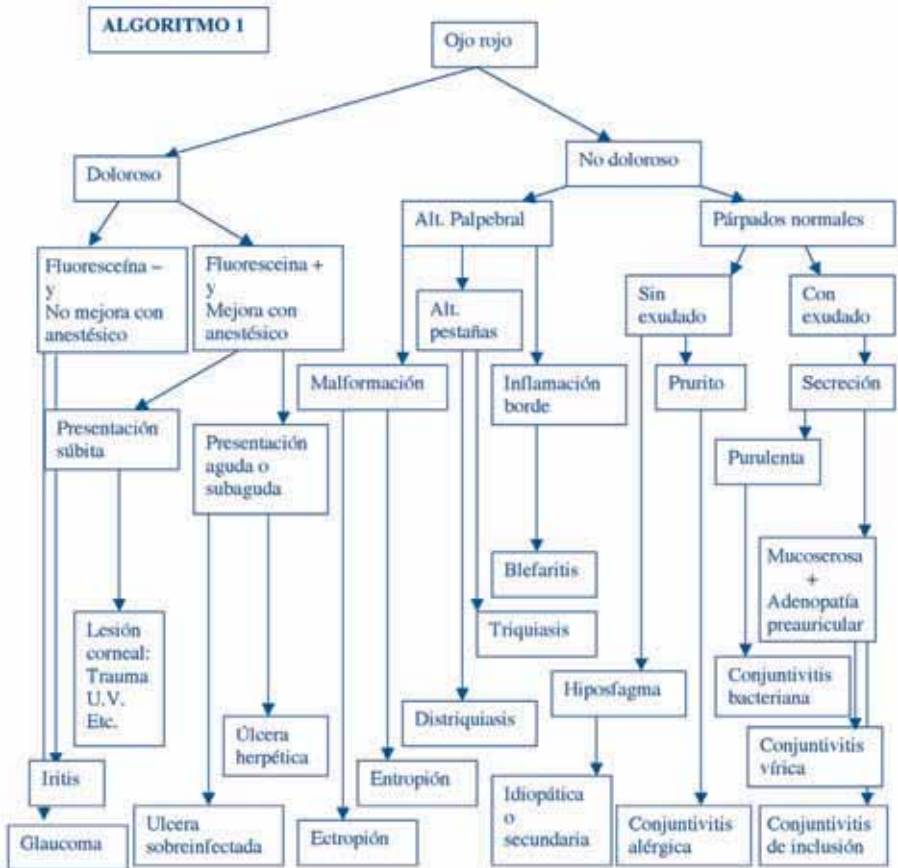 ALGORITMO 1
Ojo rojo
Doloroso
No doloroso
Alt. Palpebral
Párpados normales
Fluoresceína –
y
No mejora con
anestésico
Fluoresceina +
y
Mejora con
anestésico
Alt.
pestañas
Sin
exudado
Con
exudado
Malformación
Inflamación
borde
Prurito
Secreción
Presentación
súbita
Presentación
aguda o
subaguda
Purulenta
Blefaritis
Mucoserosa
+
Adenopatía
preauricular
Lesión
corneal:
Trauma
U.V.
Etc.
Triquiasis
Hiposfagma
Conjuntivitis
bacteriana
Distriquiasis
Úlcera
herpética
Conjuntivitis
vírica
Iritis
Entropión
Idiopática
o
secundaria
Glaucoma
Ulcera
sobreinfectada
Ectropión
Conjuntivitis
alérgica
Conjuntivitis
de inclusión